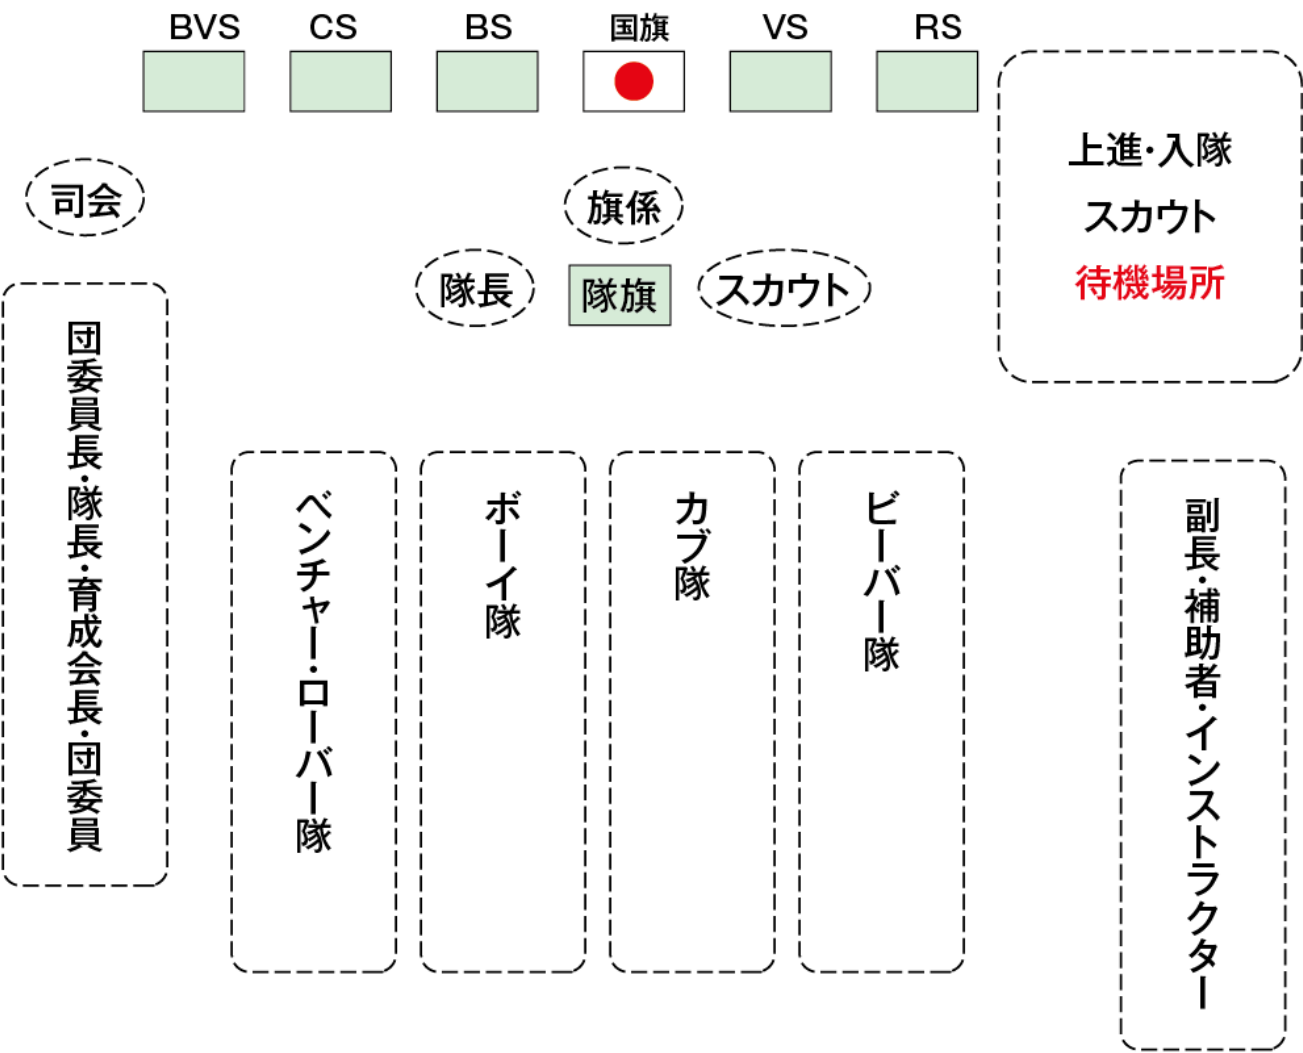 BVS
CS
BS
国旗
VS
RS
上進・入隊
スカウト
待機場所
司会
旗係
隊長
隊旗
スカウト
団委員長・隊長・育成会長・団委員
ベンチャー・ローバー隊
ボーイ隊
カブ隊
ビーバー隊
副長・補助者・インストラクター